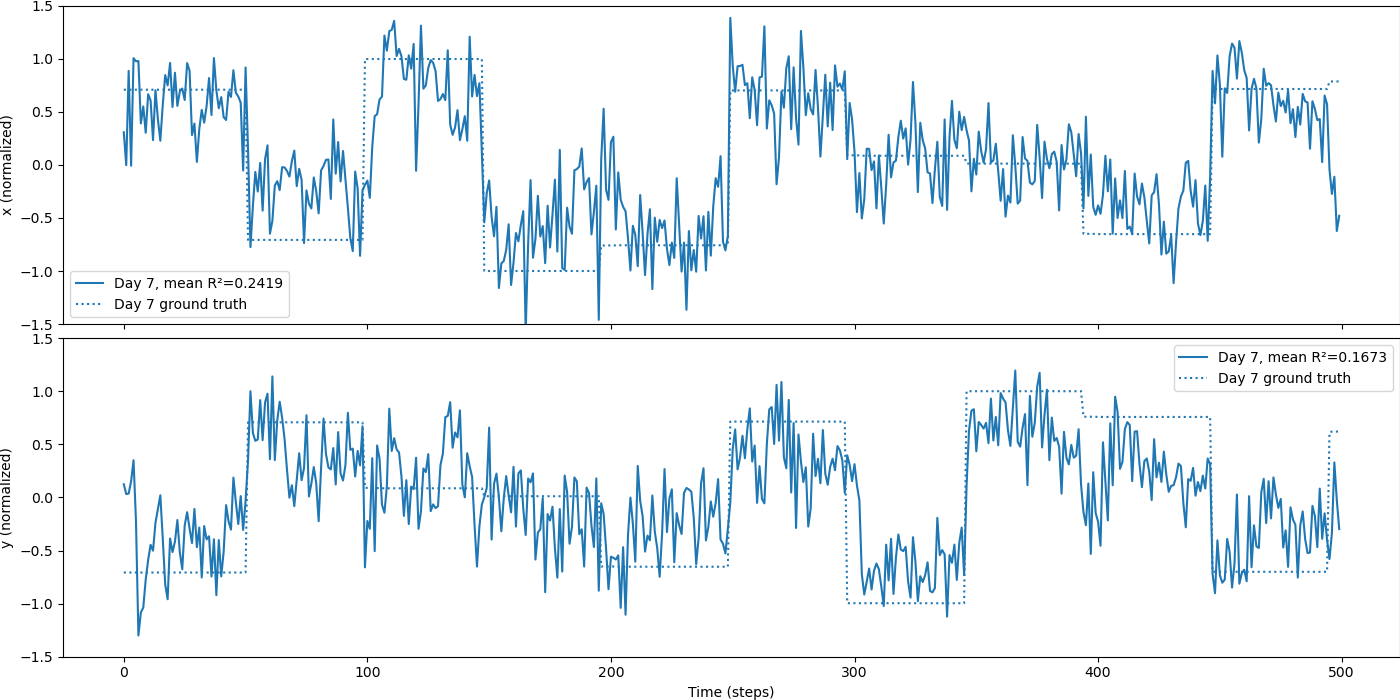 1.5
1.0
0.5
0.0
−0.5
−1.0
−1.5
x (normalized)
Day 7, mean R²=0.2419
Day 7 ground truth
1.5
1.0
0.5
0.0
−0.5
−1.0
−1.5
y (normalized)
Day 7, mean R²=0.1673
Day 7 ground truth
0
100
200
300
400
500
Time (steps)